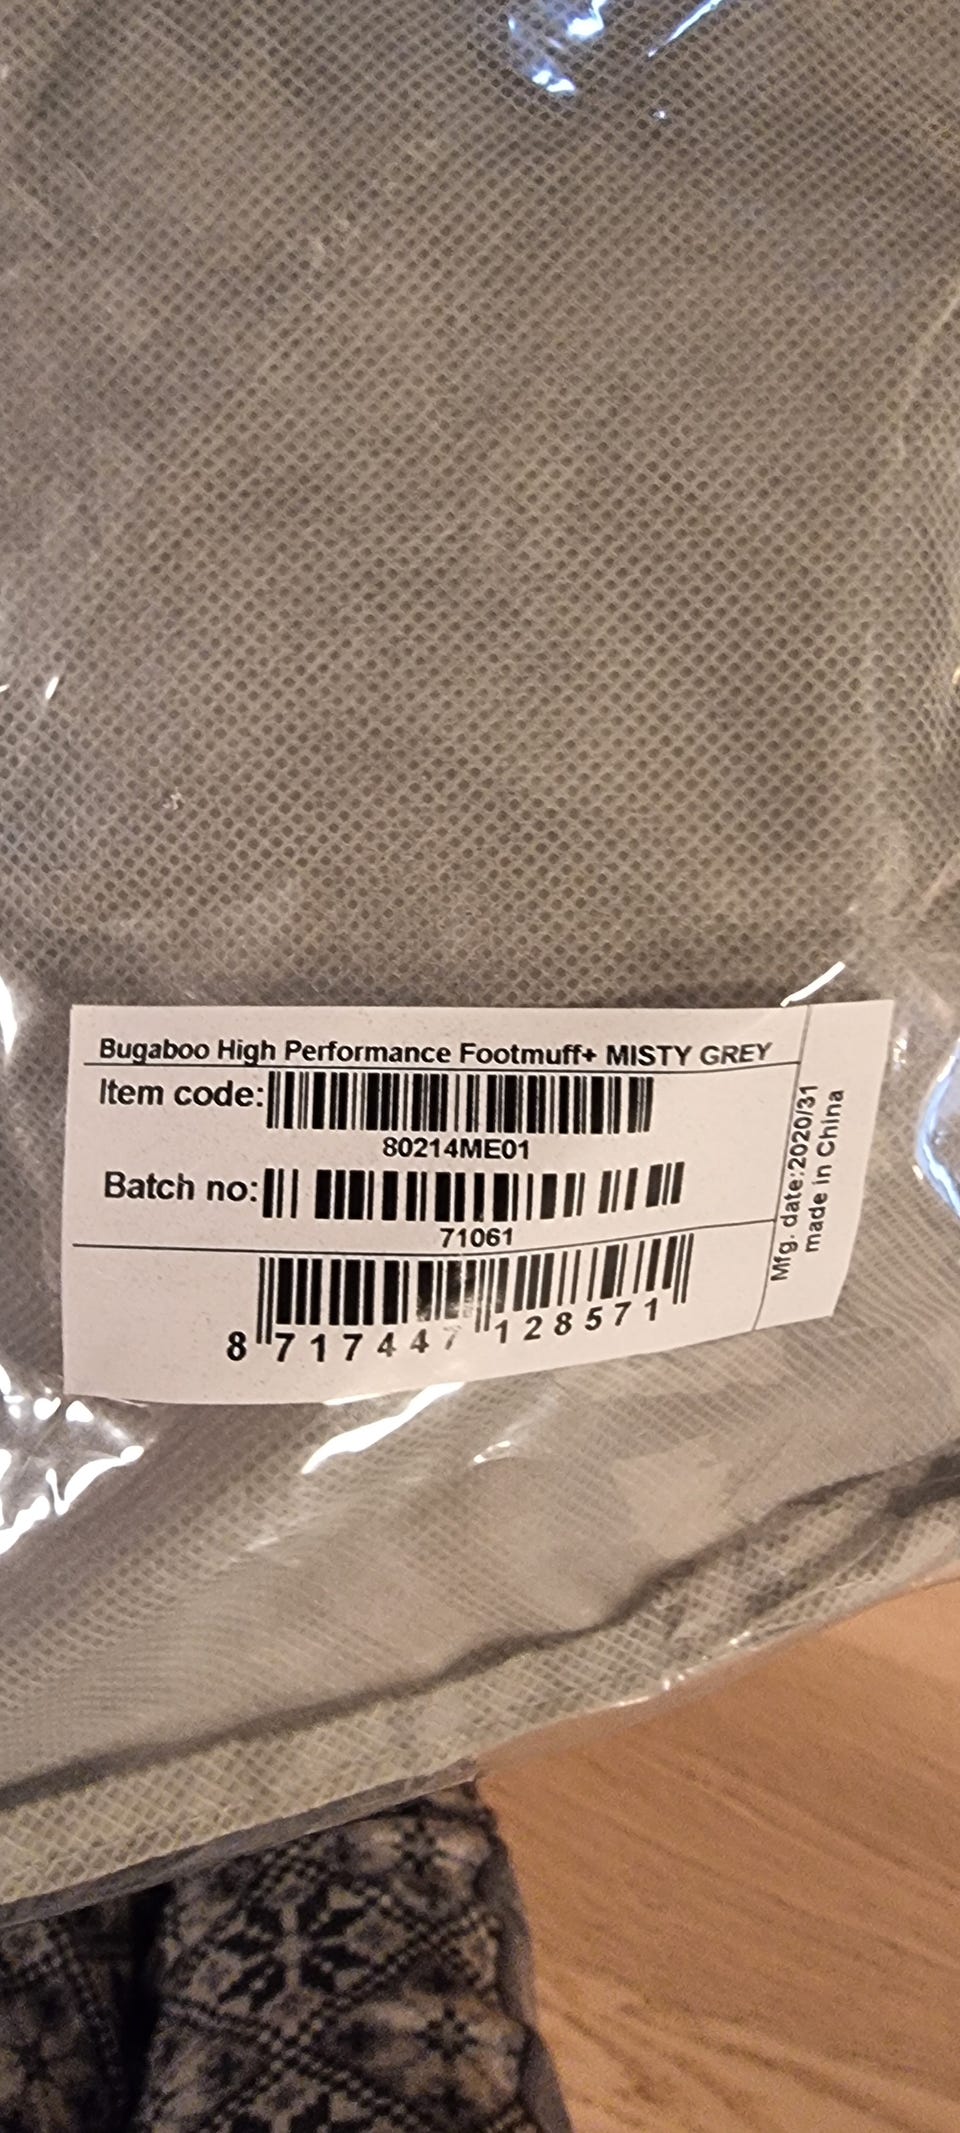 Bugaboo High Performance Footmuff+ MISTY GREY
Item code:
80214ME01
Batch no:
71061
8 717447 128571
Mfg. date:2020/31
made in China